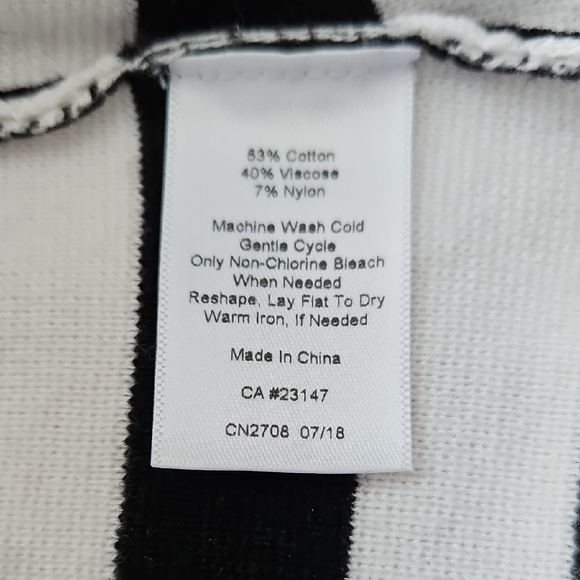 53% Cotton
40% Viscose
7% Nylon
Machine Wash Cold
Gentle Cycle
Only Non-Chlorine Bleach
When Needed
Reshape, Lay Flat To Dry
Warm Iron, If Needed
Made In China
CA #23147
CN2708 07/18